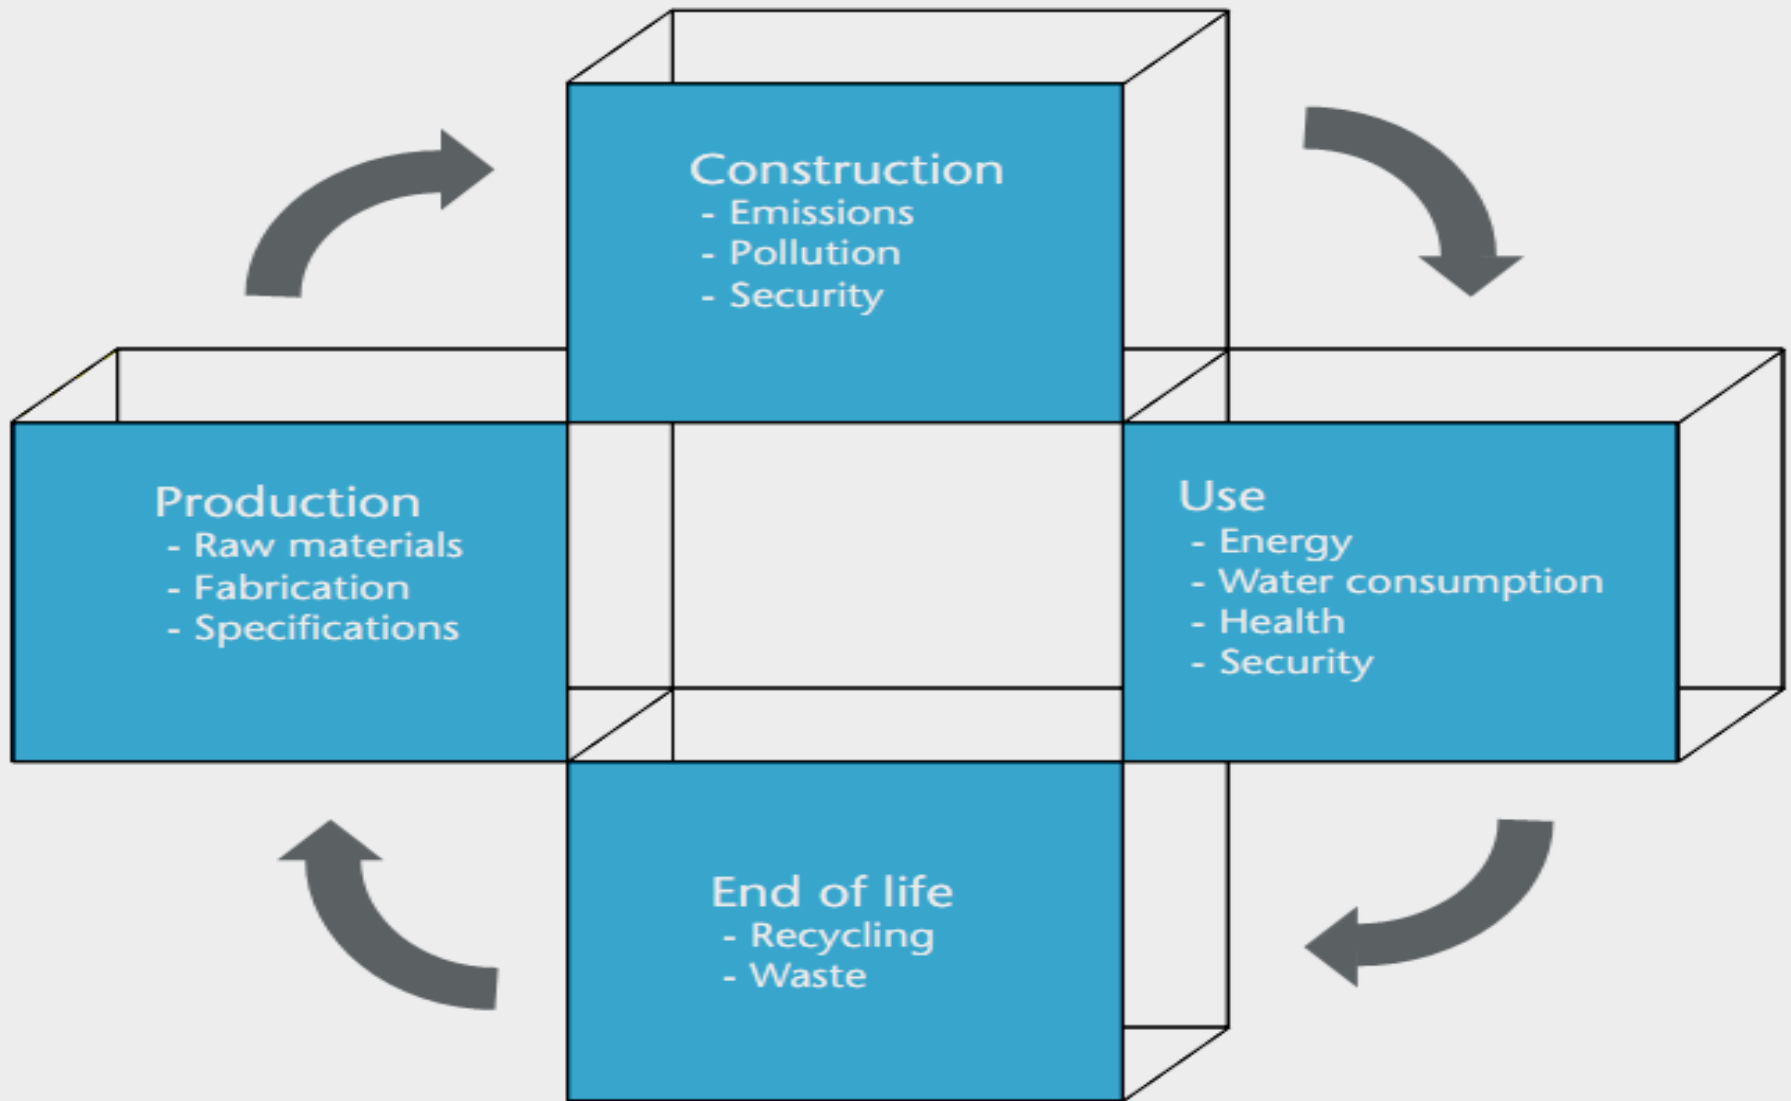 Construction
- Emissions
- Pollution
- Security
Production
- Raw materials
- Fabrication
- Specifications
Use
- Energy
- Water consumption
- Health
- Security
End of life
- Recycling
- Waste